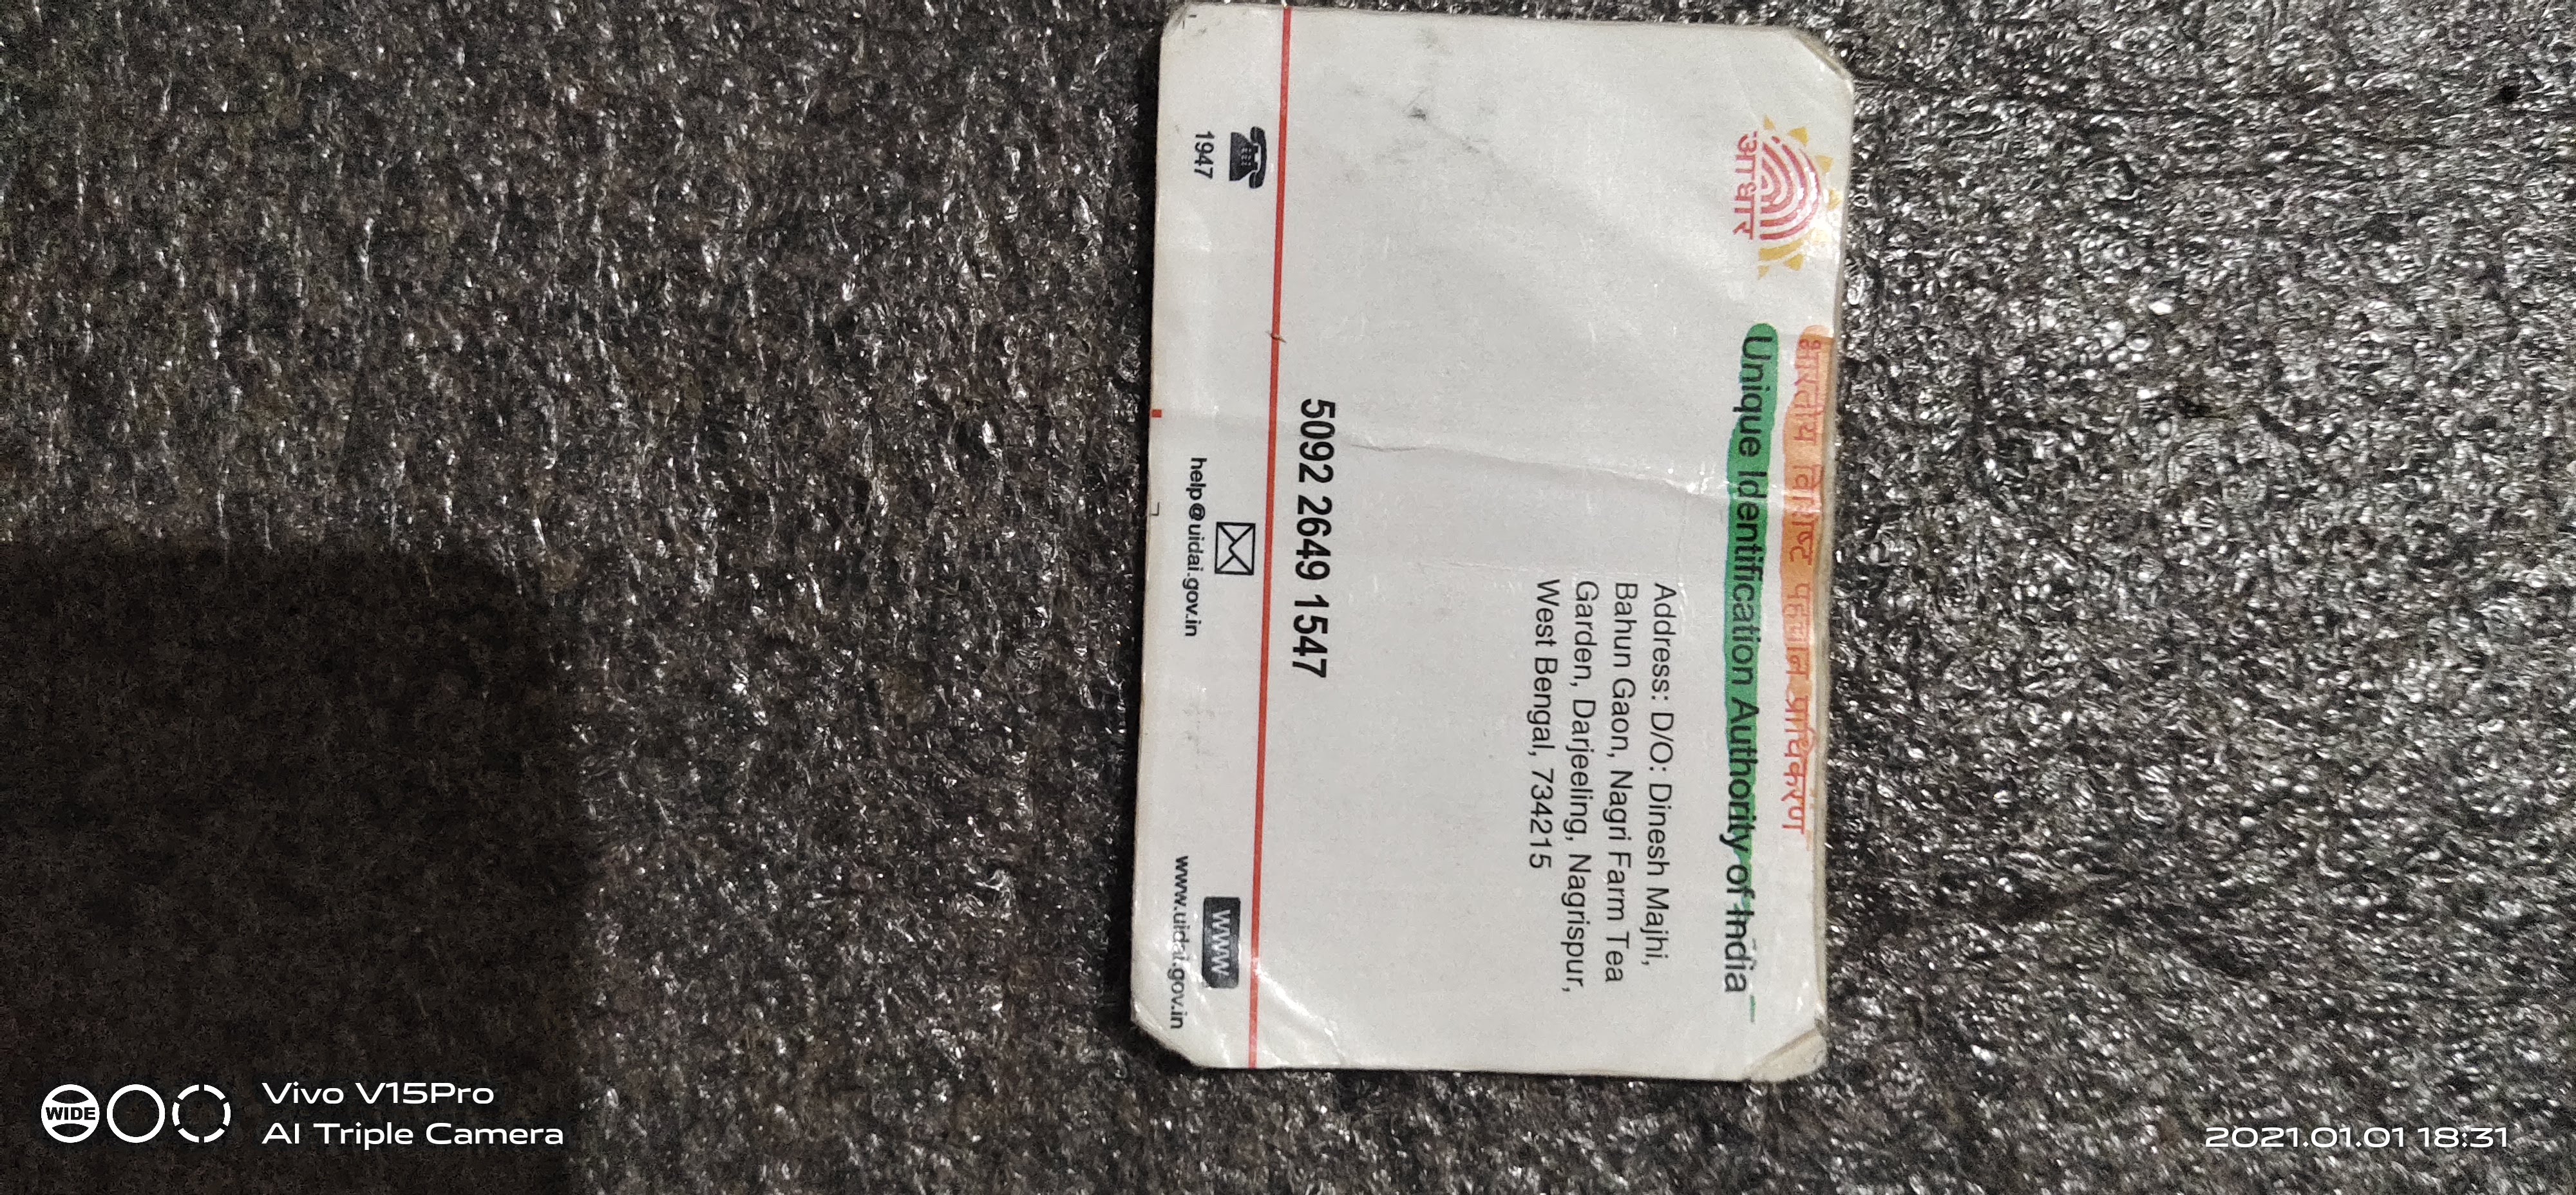 आधार
भारतीय विशिष्ट पहचान प्राधिकरण
Unique Identification Authority of India
Address: D/O: Dinesh Majhi,
Bahun Gaon, Nagri Farm Tea
Garden, Darjeeling, Nagrispur,
West Bengal, 734215
5092 2649 1547
1947
help@uidai.gov.in
WWW
www.uidai.gov.in
WIDE
Vivo V15Pro
AI Triple Camera
2021.01.01 18:31